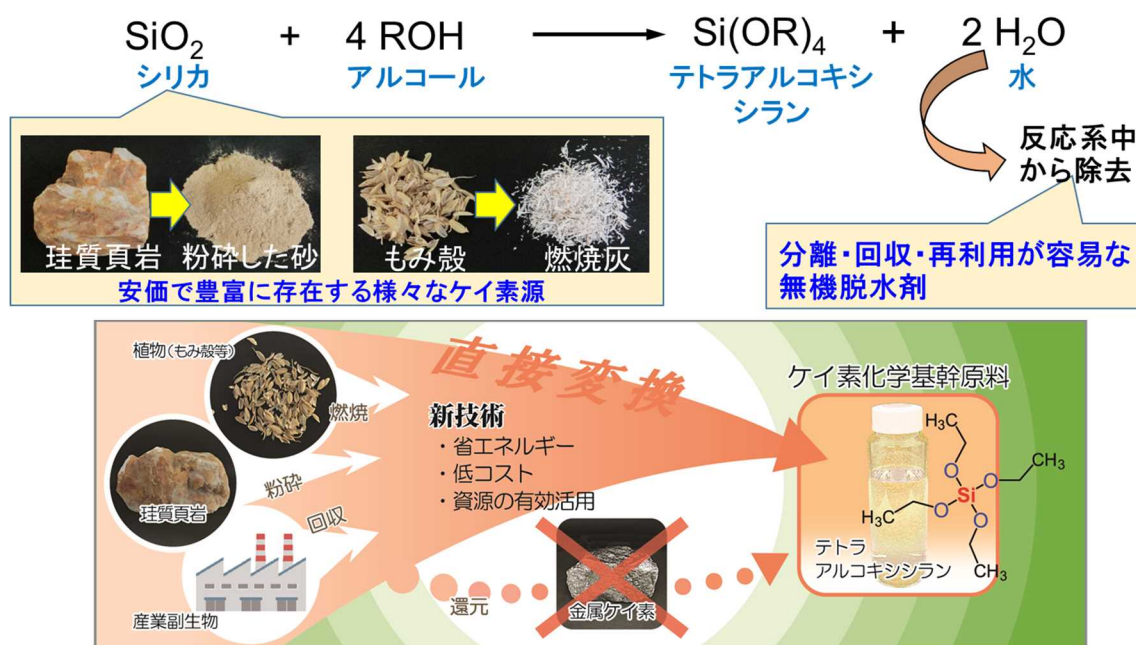 SiO₂ + 4 ROH → Si(OR)₄ + 2 H₂O
シリカ アルコール テトラアルコキシ 水
シラン
反応系中
から除去
珪質頁岩 粉砕した砂 もみ殻 燃焼灰
安価で豊富に存在する様々なケイ素源
分離・回収・再利用が容易な
無機脱水剤
植物(もみ殻等)
燃焼
直接変換
ケイ素化学基幹原料
新技術
・省エネルギー
・低コスト
・資源の有効活用
粉砕
珪質頁岩
回収
産業副生物
還元
金属ケイ素
H₃C
O
CH₃
O
Si
O
H₃C
O
CH₃
テトラ
アルコキシシラン